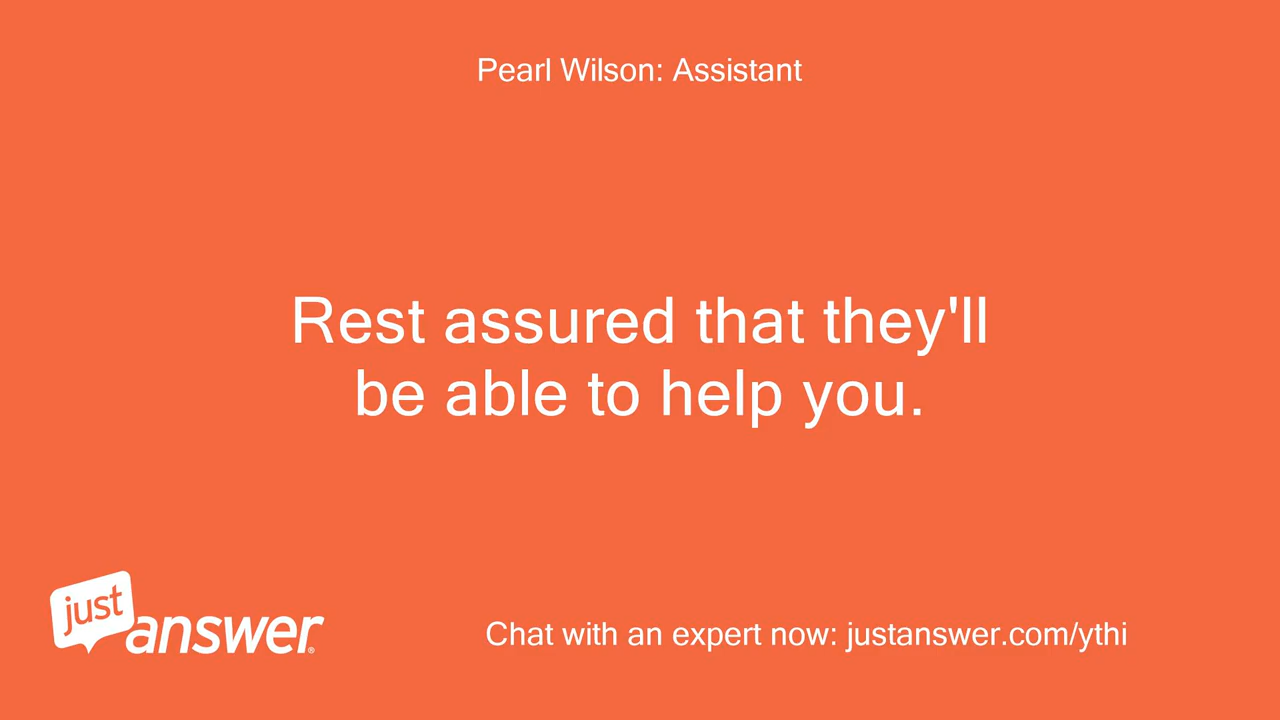 Pearl Wilson: Assistant
Rest assured that they'll
be able to help you.
just
answer®
Chat with an expert now: justanswer.com/ythi